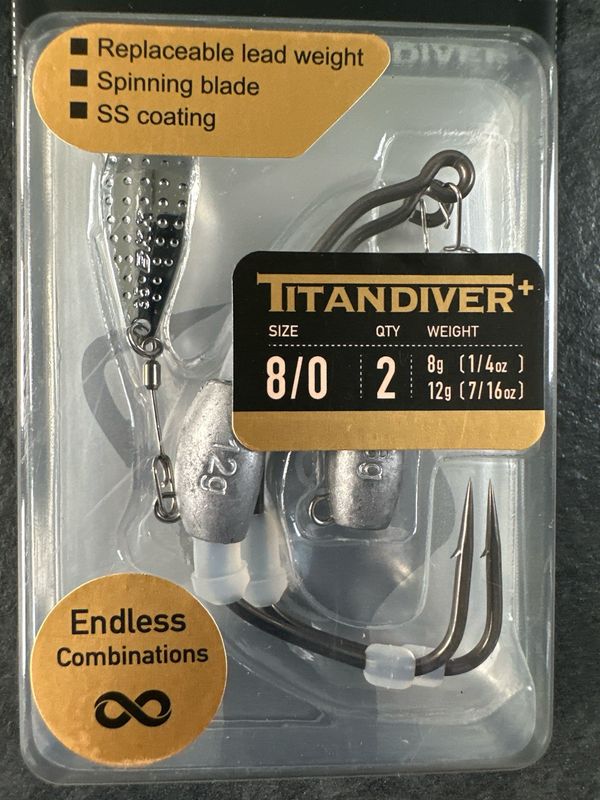 ■ Replaceable lead weight
■ Spinning blade
■ SS coating
TITANDIVER+
SIZE QTY WEIGHT
8/0 2 8g (1/4oz)
12g (7/16oz)
12g
8g
Endless
Combinations